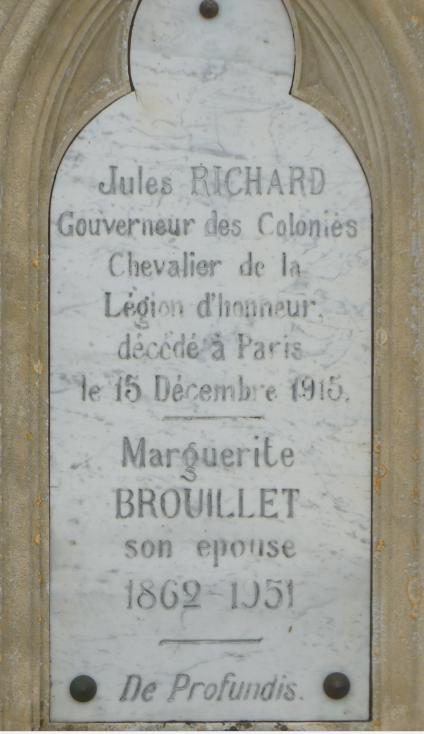 Jules RICHARD
Gouverneur des Colonies
Chevalier de la
Légion d'honneur,
décédé à Paris
le 15 Décembre 1915.
Marguerite
BROUILLET
son epouse
1862-1951
De Profundis.